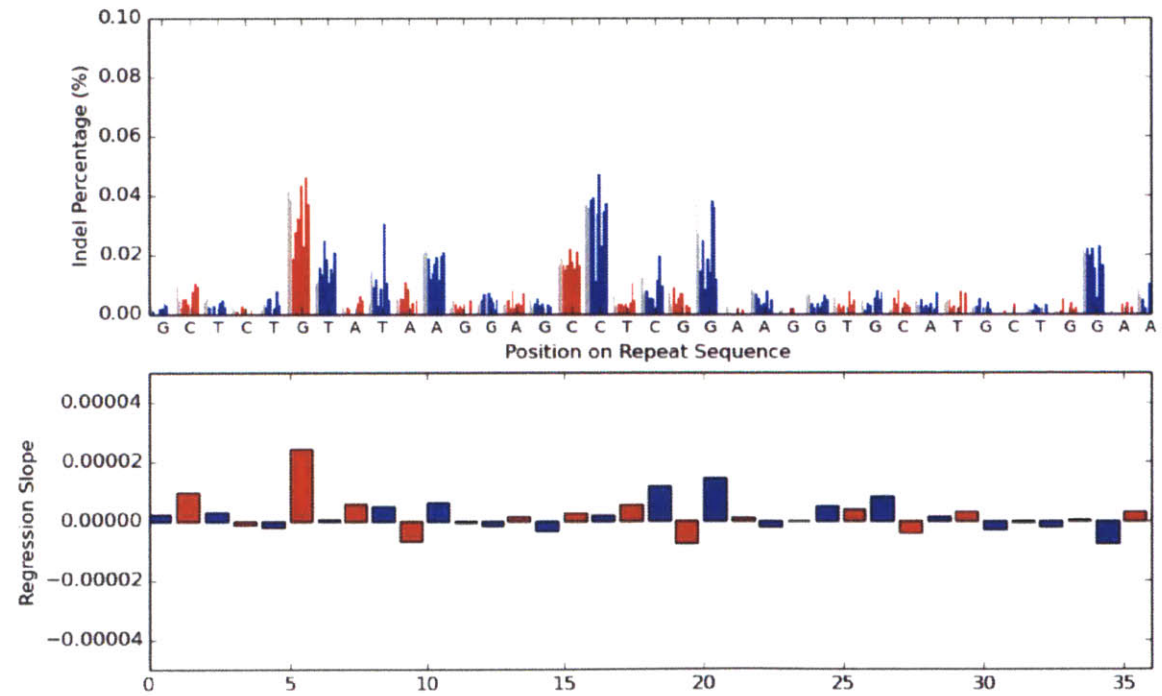 0.10
0.08
0.06
0.04
0.02
0.00
Indel Percentage (%)
G C T C T G T A T A A G G A G C C T C G G A A G G T G C A T G C T G G A A
Position on Repeat Sequence
0.00004
0.00002
0.00000
−0.00002
−0.00004
Regression Slope
0 5 10 15 20 25 30 35